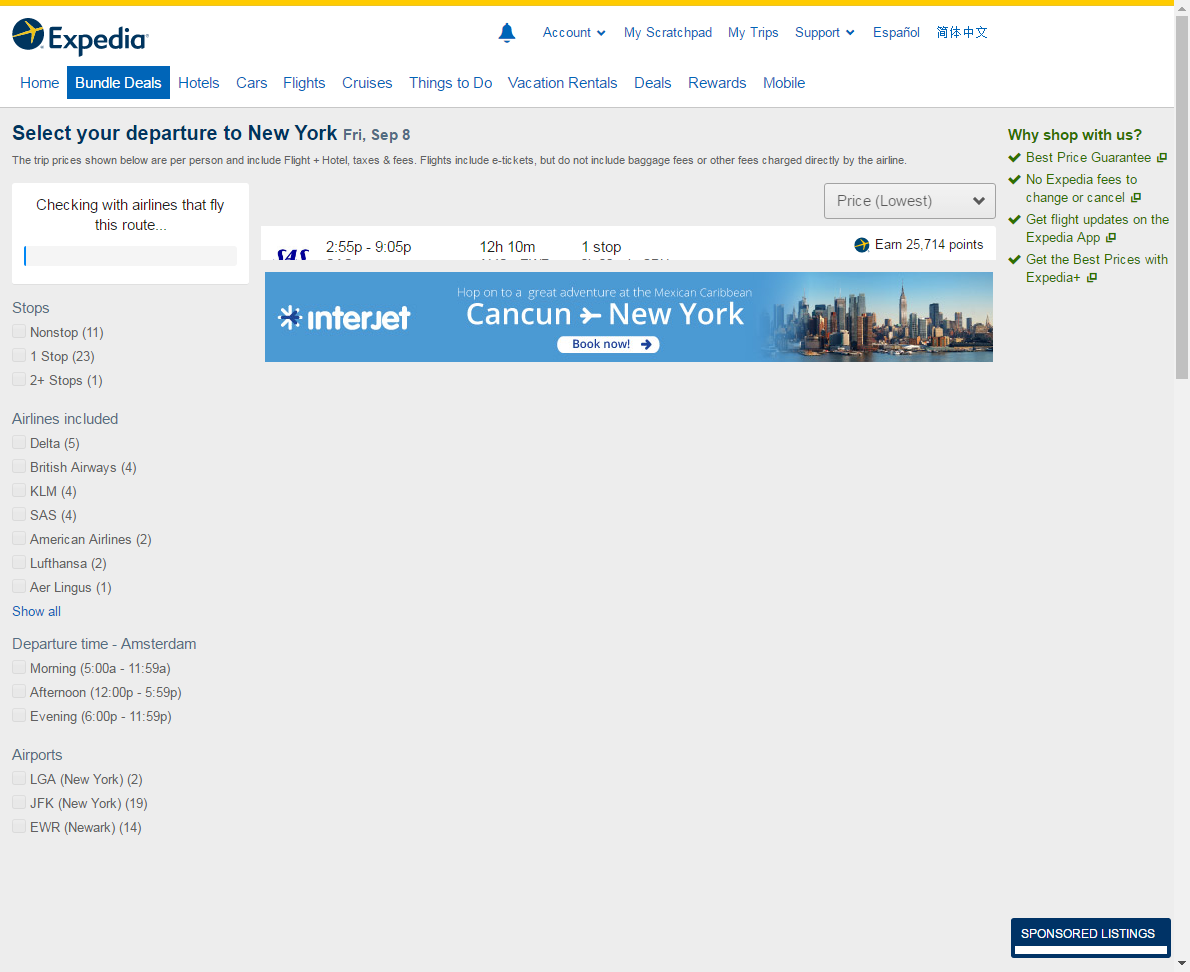 Expedia
Account
My Scratchpad
My Trips
Support
Español
简体中文
Home
Bundle Deals
Hotels
Cars
Flights
Cruises
Things to Do
Vacation Rentals
Deals
Rewards
Mobile
Select your departure to New York Fri, Sep 8
The trip prices shown below are per person and include Flight + Hotel, taxes & fees. Flights include e-tickets, but do not include baggage fees or other fees charged directly by the airline.
Checking with airlines that fly
this route...
Price (Lowest)
SAS
2:55p - 9:05p
12h 10m
1 stop
Earn 25,714 points
interjet
Hop on to a great adventure at the Mexican Caribbean
Cancun New York
Book now!
Stops
Nonstop (11)
1 Stop (23)
2+ Stops (1)
Airlines included
Delta (5)
British Airways (4)
KLM (4)
SAS (4)
American Airlines (2)
Lufthansa (2)
Aer Lingus (1)
Show all
Departure time - Amsterdam
Morning (5:00a - 11:59a)
Afternoon (12:00p - 5:59p)
Evening (6:00p - 11:59p)
Airports
LGA (New York) (2)
JFK (New York) (19)
EWR (Newark) (14)
Why shop with us?
Best Price Guarantee
No Expedia fees to
change or cancel
Get flight updates on the
Expedia App
Get the Best Prices with
Expedia+
SPONSORED LISTINGS